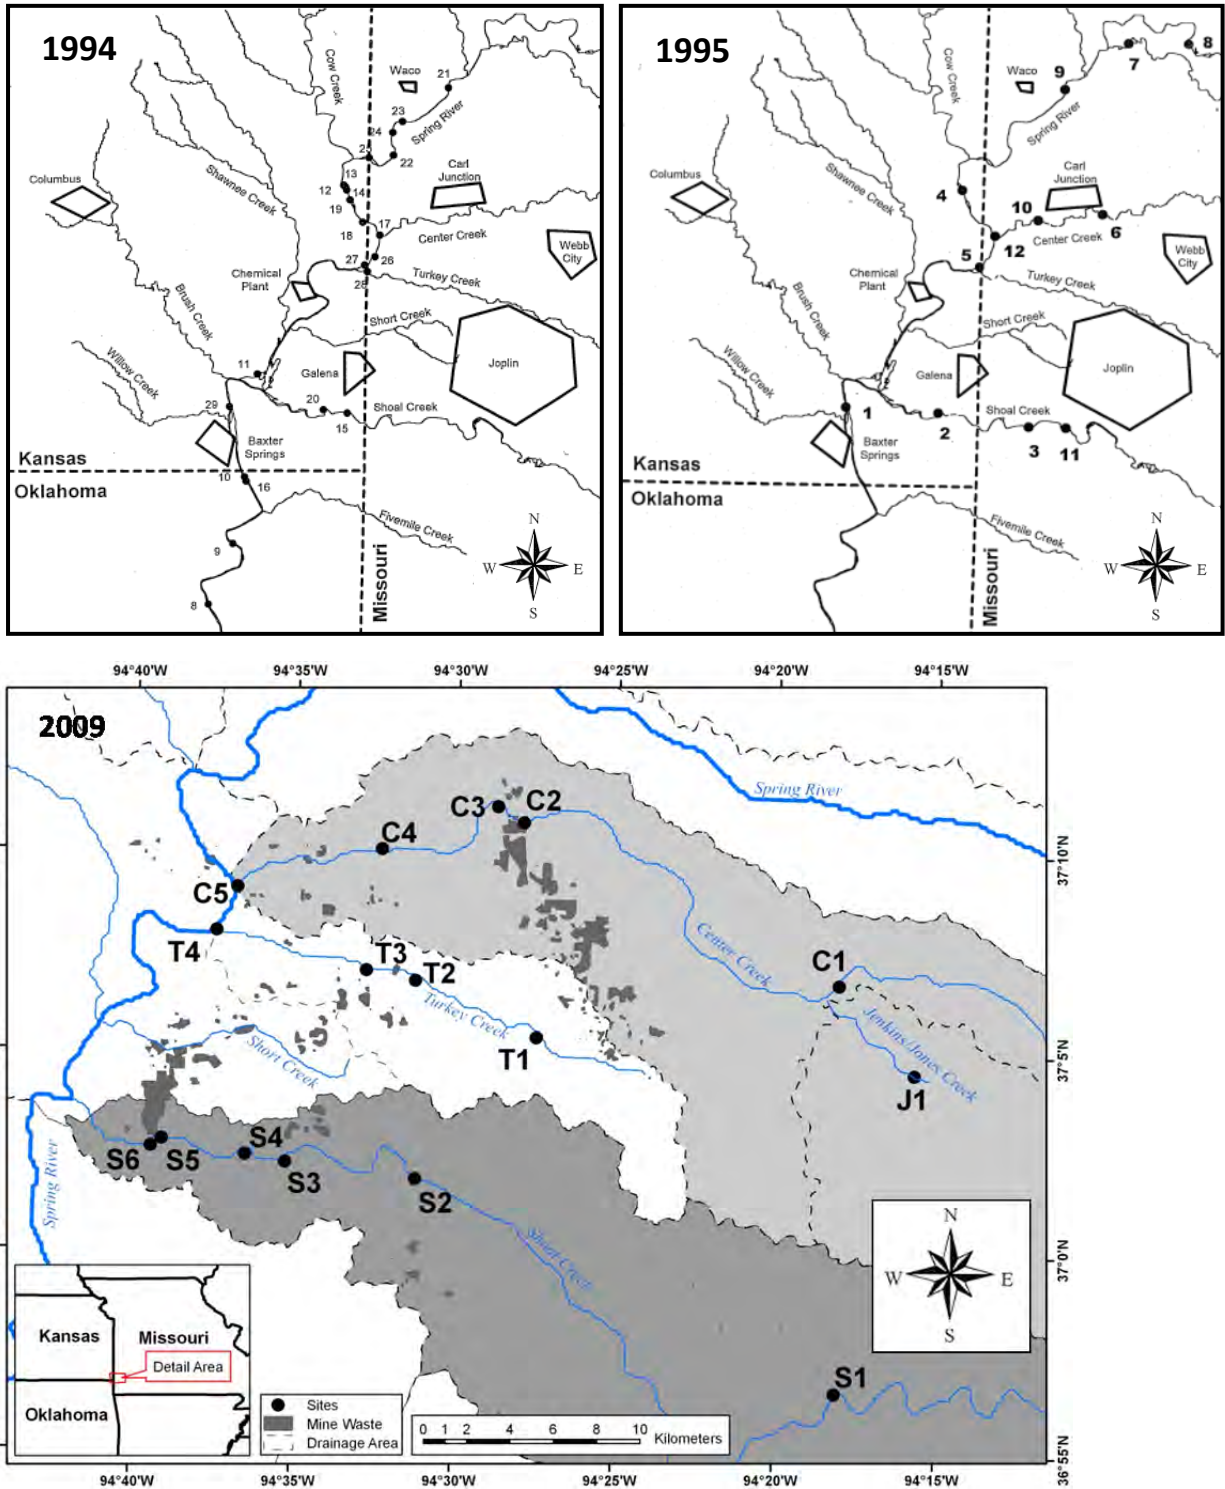 1994
Cow Creek
Waco
21
23
24
Spring River
25
22
13
12
14
19
Carl
Junction
18
17
Center Creek
Columbus
Shawnee Creek
Webb
City
27
26
28
Turkey Creek
Chemical
Plant
Brush Creek
Short Creek
11
Galena
Joplin
Willow Creek
29
20
15
Shoal Creek
Baxter
Springs
Kansas
Oklahoma
10
16
Fivemile Creek
9
8
Missouri
N
W
E
S
1995
Cow Creek
Waco
9
7
8
Spring River
Carl
Junction
4
10
6
12
Center Creek
5
Columbus
Shawnee Creek
Webb
City
Turkey Creek
Chemical
Plant
Brush Creek
Short Creek
Galena
Joplin
Willow Creek
1
2
Shoal Creek
3
11
Baxter
Springs
Kansas
Oklahoma
Fivemile Creek
Missouri
N
W
E
S
94°40'W
94°35'W
94°30'W
94°25'W
94°20'W
94°15'W
2009
Spring River
C3
C2
C4
37°10'N
C5
Center Creek
T4
T3
T2
C1
Turkey Creek
T1
Jenkins/Jones Creek
Short Creek
37°5'N
J1
S6
S5
S4
S3
S2
Spring River
Shoal Creek
N
W
E
S
37°0'N
Kansas
Missouri
Detail Area
Oklahoma
S1
Sites
Mine Waste
Drainage Area
0 1 2 4 6 8 10
Kilometers
36°55'N
94°40'W
94°35'W
94°30'W
94°25'W
94°20'W
94°15'W